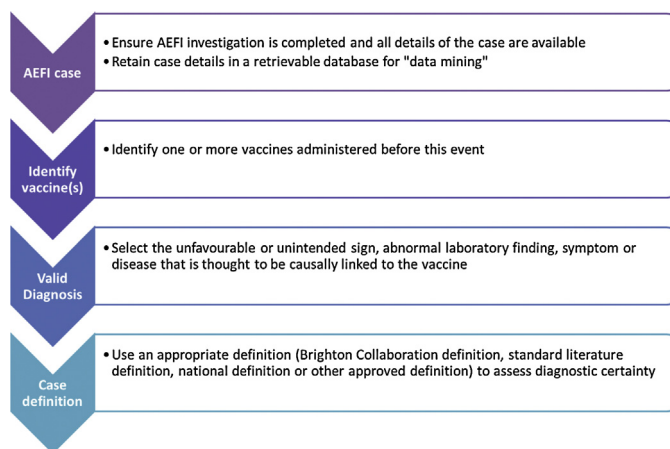 AEFI case
• Ensure AEFI investigation is completed and all details of the case are available
• Retain case details in a retrievable database for "data mining"
Identify
vaccine(s)
• Identify one or more vaccines administered before this event
Valid
Diagnosis
• Select the unfavourable or unintended sign, abnormal laboratory finding, symptom or
disease that is thought to be causally linked to the vaccine
Case
definition
• Use an appropriate definition (Brighton Collaboration definition, standard literature
definition, national definition or other approved definition) to assess diagnostic certainty